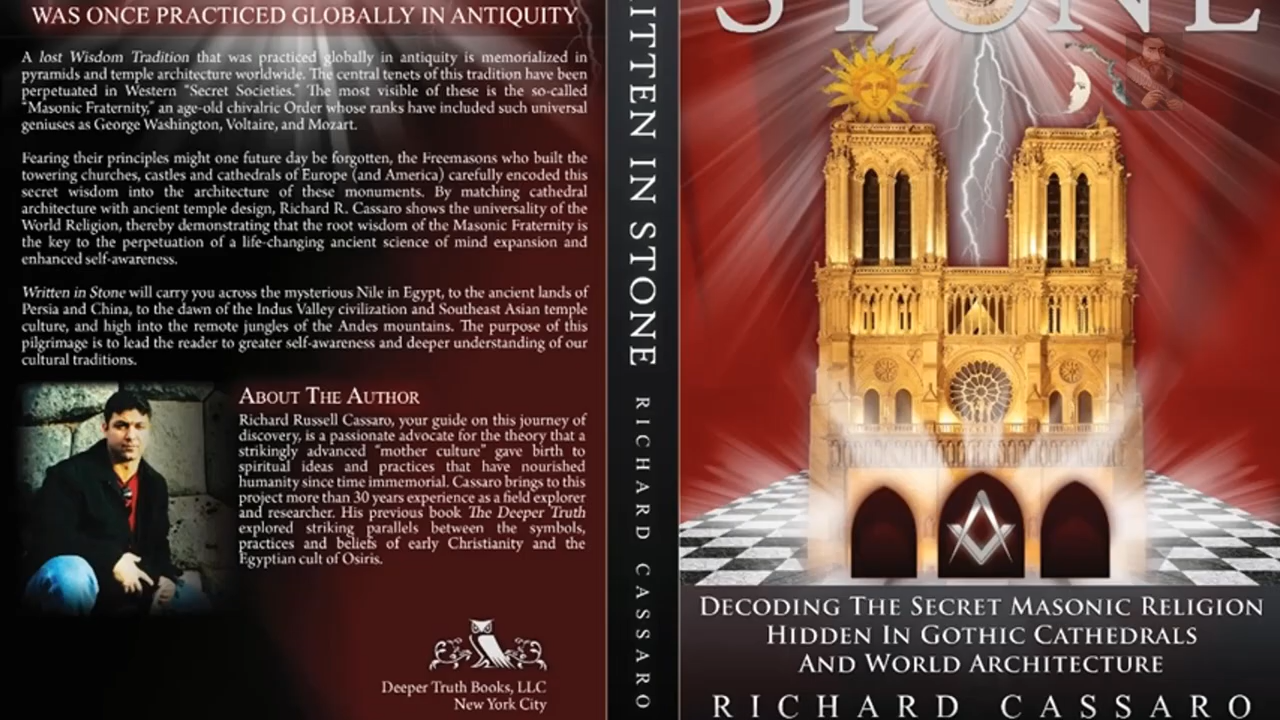 WAS ONCE PRACTICED GLOBALLY IN ANTIQUITY
A lost Wisdom Tradition that was practiced globally in antiquity is memorialized in
pyramids and temple architecture worldwide. The central tenets of this tradition have been
perpetuated in Western "Secret Societies." The most visible of these is the so-called
"Masonic Fraternity," an age-old chivalric Order whose ranks have included such universal
geniuses as George Washington, Voltaire, and Mozart.
Fearing their principles might one future day be forgotten, the Freemasons who built the
towering churches, castles and cathedrals of Europe (and America) carefully encoded this
secret wisdom into the architecture of these monuments. By matching cathedral
architecture with ancient temple design, Richard R. Cassaro shows the universality of the
World Religion, thereby demonstrating that the root wisdom of the Masonic Fraternity is
the key to the perpetuation of a life-changing ancient science of mind expansion and
enhanced self-awareness.
Written in Stone will carry you across the mysterious Nile in Egypt, to the ancient lands of
Persia and China, to the dawn of the Indus Valley civilization and Southeast Asian temple
culture, and high into the remote jungles of the Andes mountains. The purpose of this
pilgrimage is to lead the reader to greater self-awareness and deeper understanding of our
cultural traditions.
ABOUT THE AUTHOR
Richard Russell Cassaro, your guide on this journey of
discovery, is a passionate advocate for the theory that a
strikingly advanced "mother culture" gave birth to
spiritual ideas and practices that have nourished
humanity since time immemorial. Cassaro brings to this
project more than 30 years experience as a field explorer
and researcher. His previous book The Deeper Truth
explored striking parallels between the symbols,
practices and beliefs of early Christianity and the
Egyptian cult of Osiris.
Deeper Truth Books, LLC
New York City
ITTEN IN STONE RICHARD CASSARO
STONE
DECODING THE SECRET MASONIC RELIGION
HIDDEN IN GOTHIC CATHEDRALS
AND WORLD ARCHITECTURE
RICHARD CASSARO